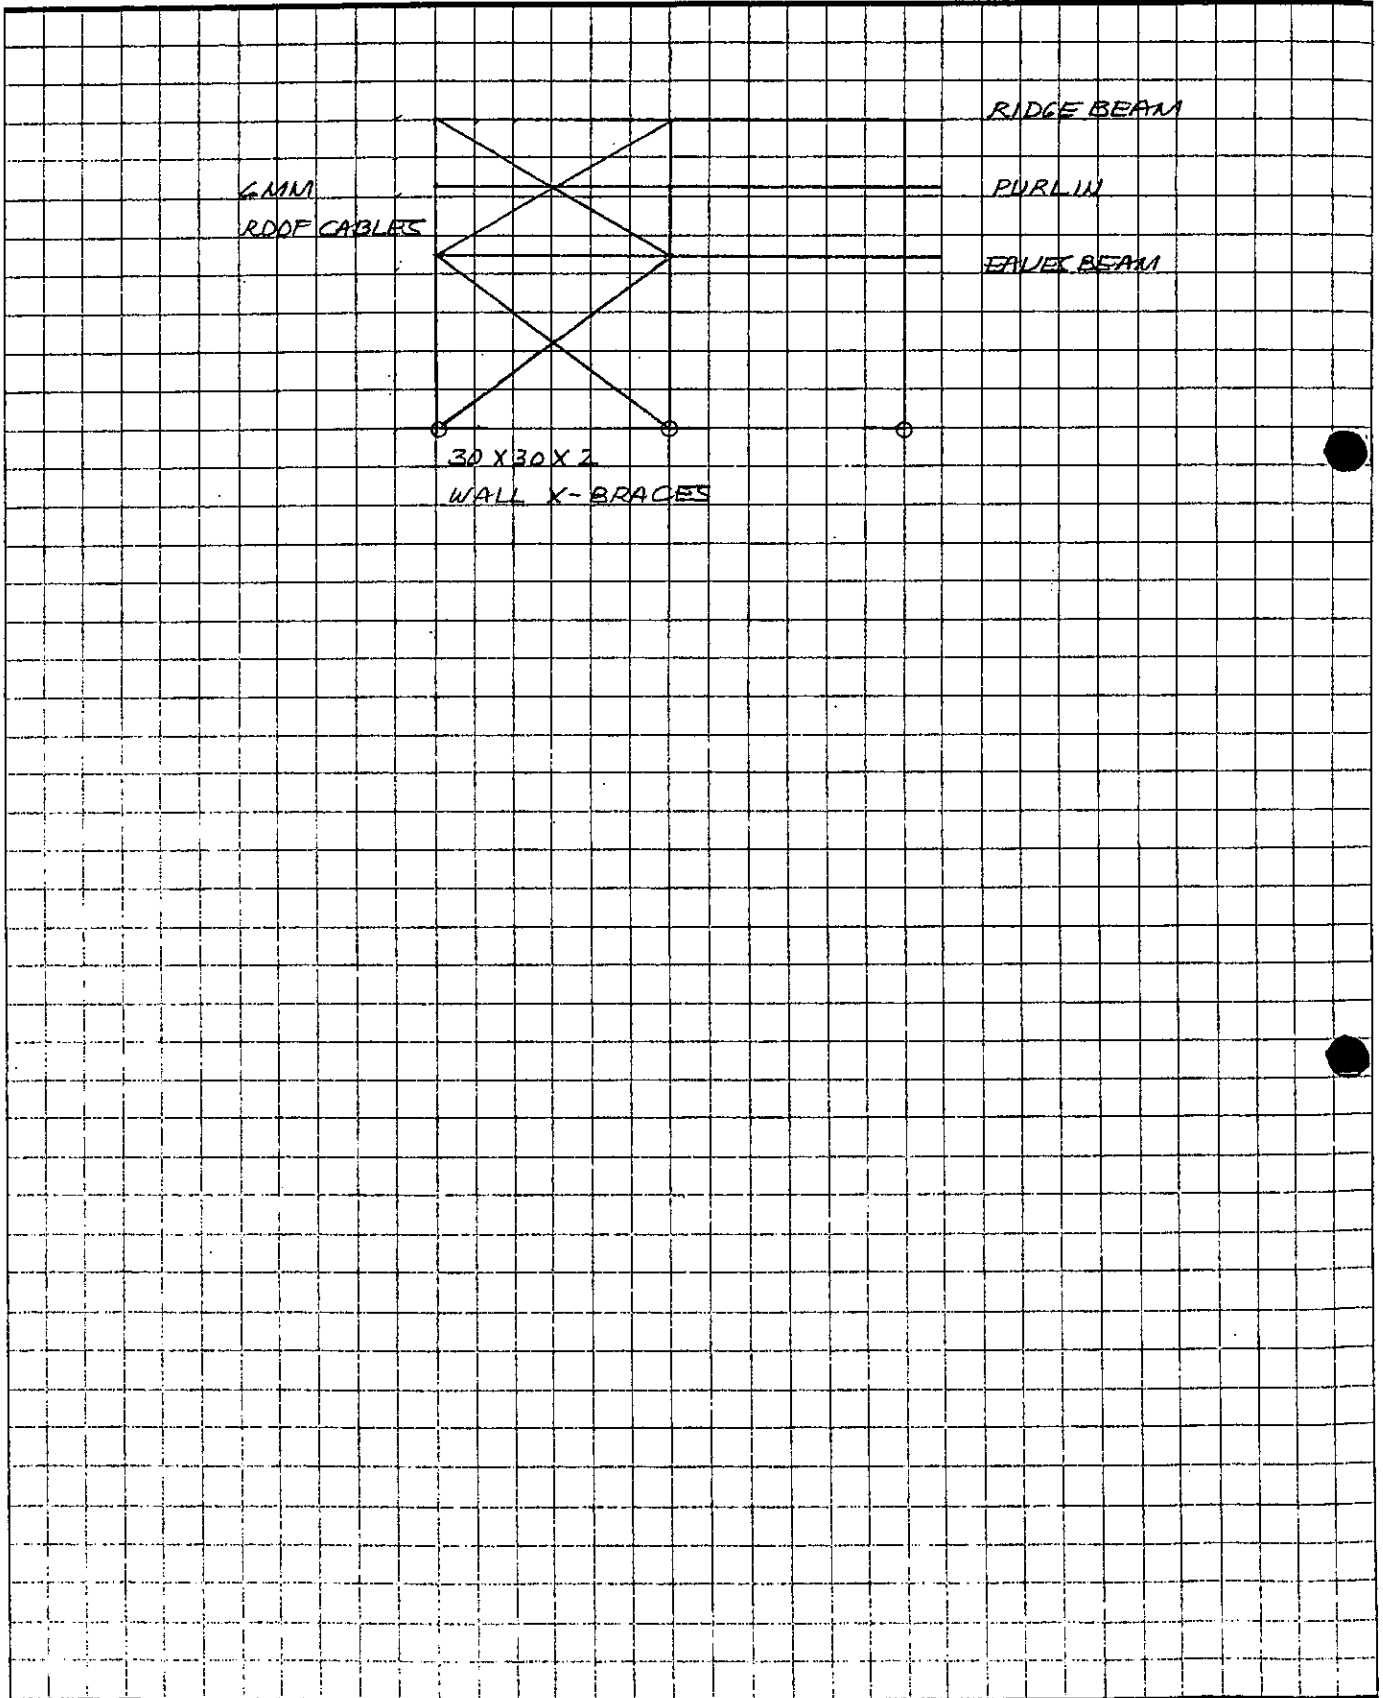 RIDGE BEAM
6MM
PURLIN
ROOF CABLES
EAVES BEAM
30 X 30 X 2
WALL X-BRACES